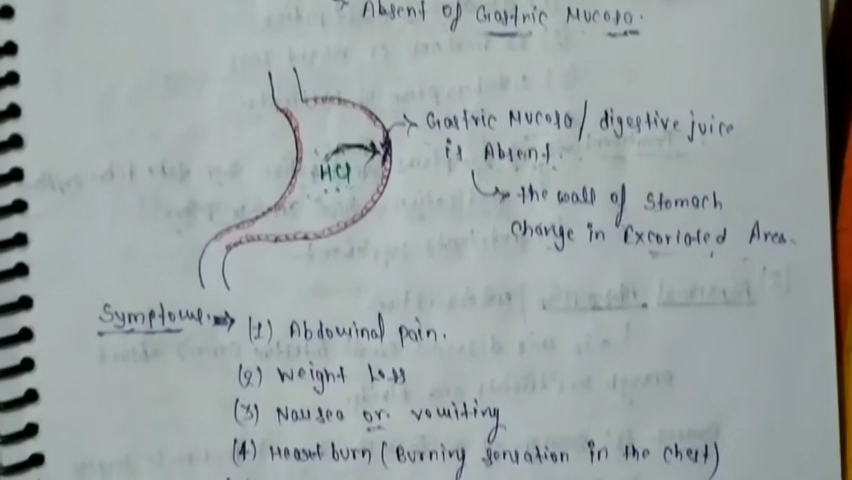 → Absent of Gastric Mucosa.
→ Gastric Mucosa / digestive juice
is Absent.
→ the wall of stomach
change in Excoriated Area.
HCl
Symptoms → (1) Abdominal pain.
(2) Weight Loss
(3) Nausea or vomiting
(4) Heart burn (Burning sensation in the chest)